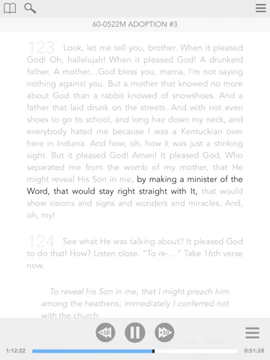 60-0522M ADOPTION #3
123 Look, let me tell you, brother. When it pleased
God! Oh, hallelujah! When it pleased God! A drunkard
father. A mother…God bless you, mama, I'm not saying
nothing against you. But a mother that knowed no more
about God than a rabbit knowed of snowshoes. And a
father that laid drunk on the streets. And with not even
shoes to go to school, and long hair down my neck, and
everybody hated me because I was a Kentuckian over
here in Indiana. And how, oh, how it was just a stinking
sight. But it pleased God! Amen! It pleased God, Who
separated me from the womb of my mother, that He
might reveal His Son in me, by making a minister of the
Word, that would stay right straight with It, that would
show visions and signs and wonders and miracles. And,
oh, my!
124 See what He was talking about? It pleased God
to do that! How? Listen close. “To re-…” Take 16th verse
now.
To reveal his Son in me, that I might preach him
among the heathens; immediately I conferred not
with the church:
1:12:22
0:51:28